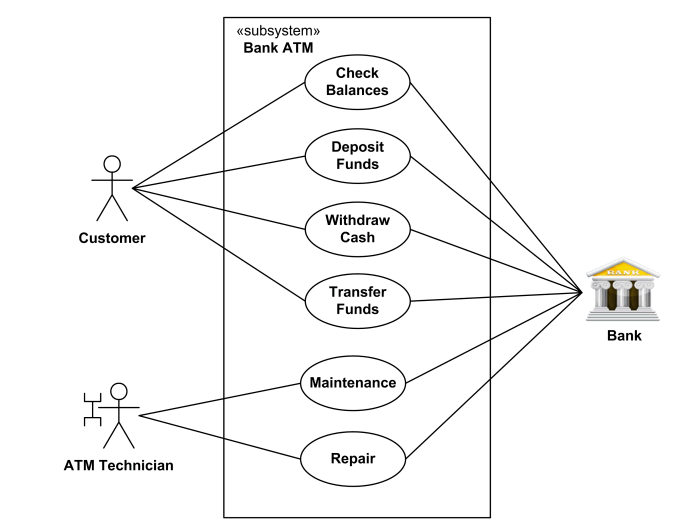 «subsystem»
Bank ATM
Check
Balances
Deposit
Funds
Customer
Withdraw
Cash
BANK
Transfer
Funds
Bank
Maintenance
ATM Technician
Repair